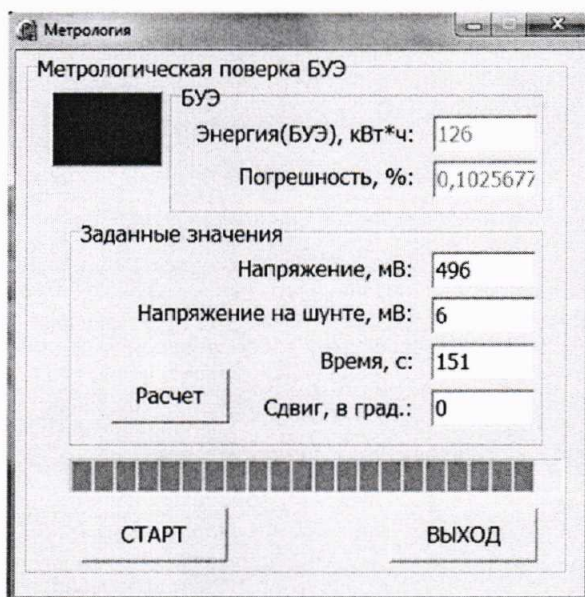 Метрология
Метрологическая поверка БУЭ
БУЭ
Энергия(БУЭ), кВт*ч: 126
Погрешность, %: 0,1025677
Заданные значения
Напряжение, мВ: 496
Напряжение на шунте, мВ: 6
Время, с: 151
Расчет
Сдвиг, в град.: 0
СТАРТ
ВЫХОД